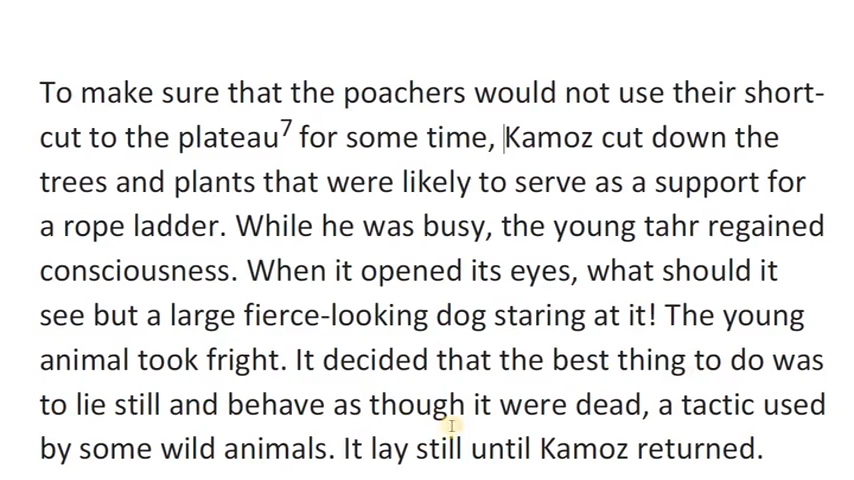 To make sure that the poachers would not use their short-
cut to the plateau⁷ for some time, Kamoz cut down the
trees and plants that were likely to serve as a support for
a rope ladder. While he was busy, the young tahr regained
consciousness. When it opened its eyes, what should it
see but a large fierce-looking dog staring at it! The young
animal took fright. It decided that the best thing to do was
to lie still and behave as though it were dead, a tactic used
by some wild animals. It lay still until Kamoz returned.